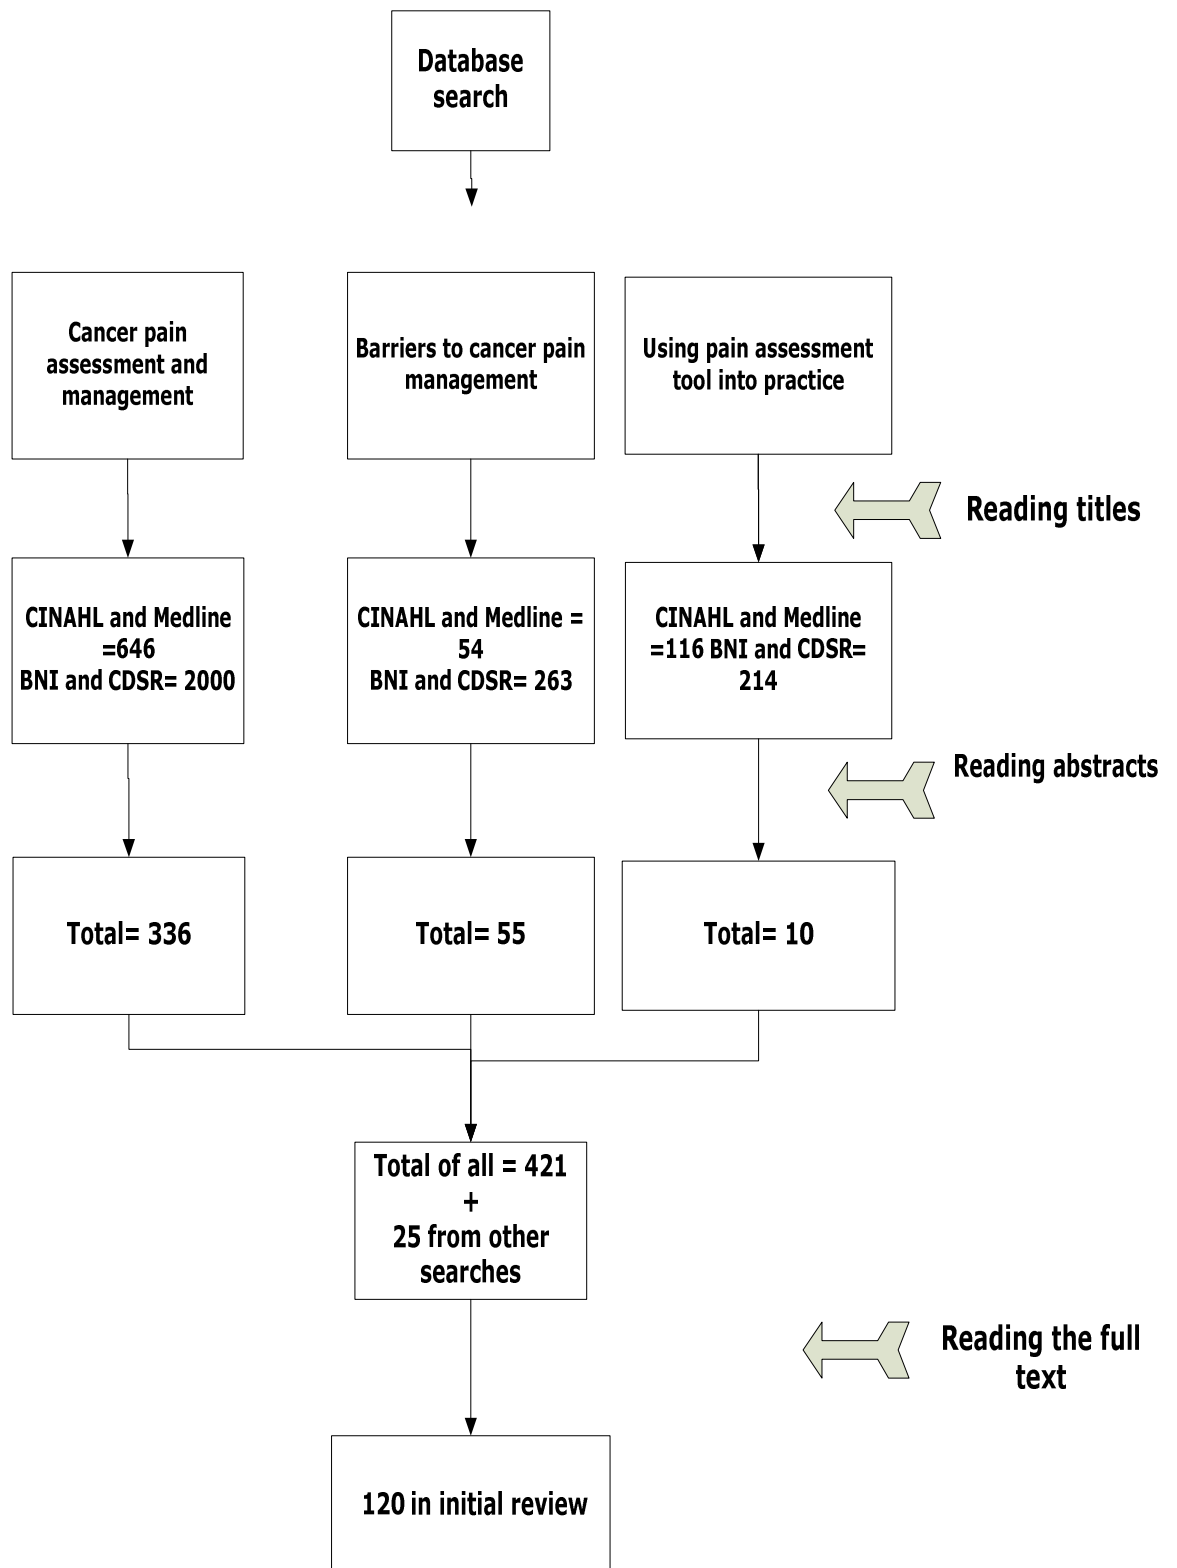 Database
search
Cancer pain
assessment and
management
Barriers to cancer pain
management
Using pain assessment
tool into practice
Reading titles
CINAHL and Medline
=646
BNI and CDSR= 2000
CINAHL and Medline =
54
BNI and CDSR= 263
CINAHL and Medline
=116 BNI and CDSR=
214
Reading abstracts
Total= 336
Total= 55
Total= 10
Total of all = 421
+
25 from other
searches
Reading the full
text
120 in initial review